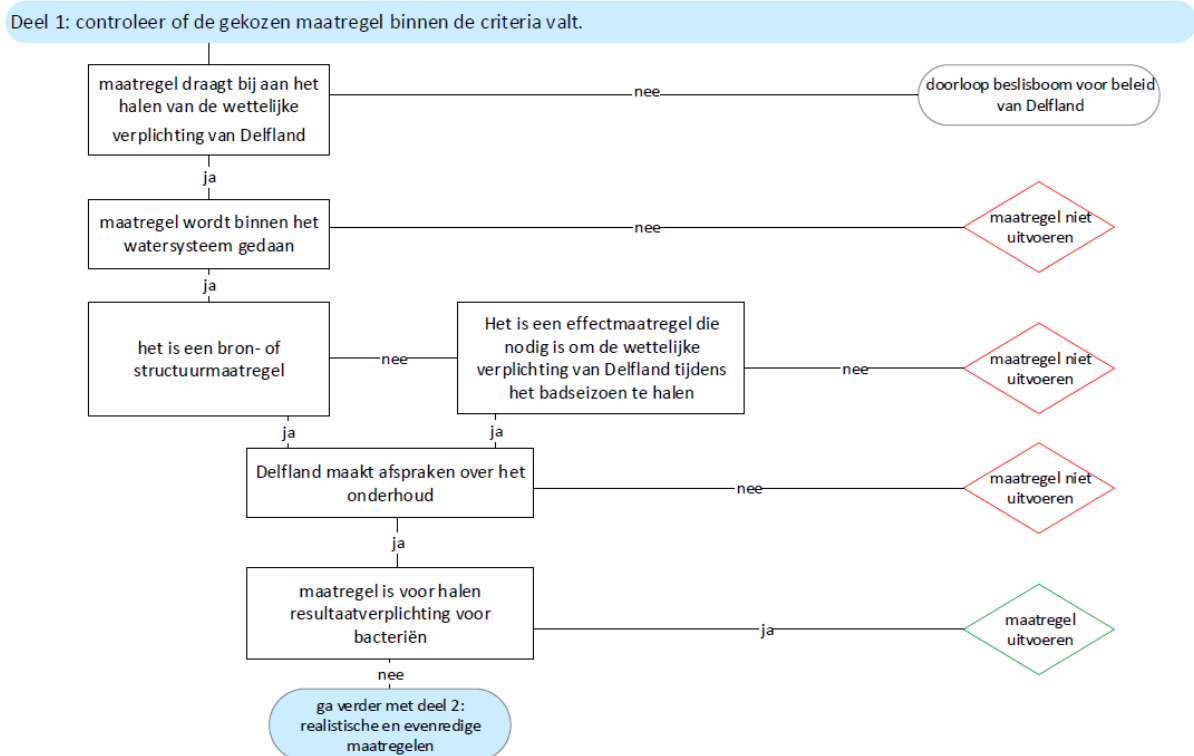 Deel 1: controleer of de gekozen maatregel binnen de criteria valt.
maatregel draagt bij aan het
halen van de wettelijke
verplichting van Delfland
nee
doorloop beslisboom voor beleid
van Delfland
ja
maatregel wordt binnen het
watersysteem gedaan
nee
maatregel niet
uitvoeren
ja
het is een bron- of
structuurmaatregel
nee
Het is een effectmaatregel die
nodig is om de wettelijke
verplichting van Delfland tijdens
het badseizoen te halen
nee
maatregel niet
uitvoeren
ja
ja
Delfland maakt afspraken over het
onderhoud
nee
maatregel niet
uitvoeren
ja
maatregel is voor halen
resultaatverplichting voor
bacteriën
ja
maatregel
uitvoeren
nee
ga verder met deel 2:
realistische en evenredige
maatregelen